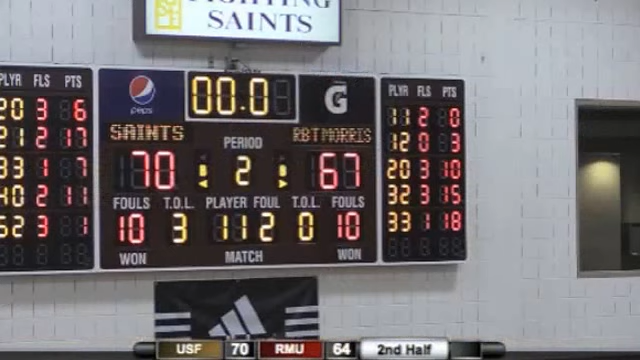 FIGHTING
SAINTS
PLYR FLS PTS
20 3 6
21 2 17
33 1 7
40 2 11
52 3 1
pepsi
00.0
G
SAINTS
PERIOD
RBT MORRIS
70 2 67
FOULS T.O.L. PLAYER FOUL T.O.L. FOULS
10 3 11 2 0 10
WON MATCH WON
PLYR FLS PTS
11 2 0
12 0 3
20 3 10
32 3 15
33 1 18
USF 70 RMU 64 2nd Half